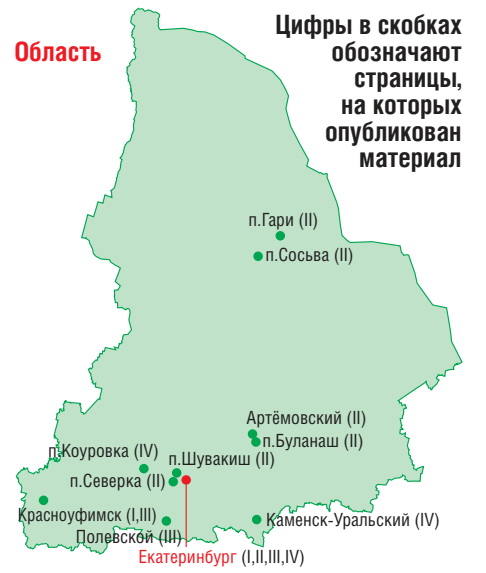 Область
Цифры в скобках
обозначают
страницы,
на которых
опубликован
материал
п.Гари (II)
п.Сосьва (II)
Артёмовский (II)
п.Буланаш (II)
п.Коуровка (IV)
п.Шувакиш (II)
п.Северка (II)
Красноуфимск (I,III)
Каменск-Уральский (IV)
Полевской (III)
Екатеринбург (I,II,III,IV)